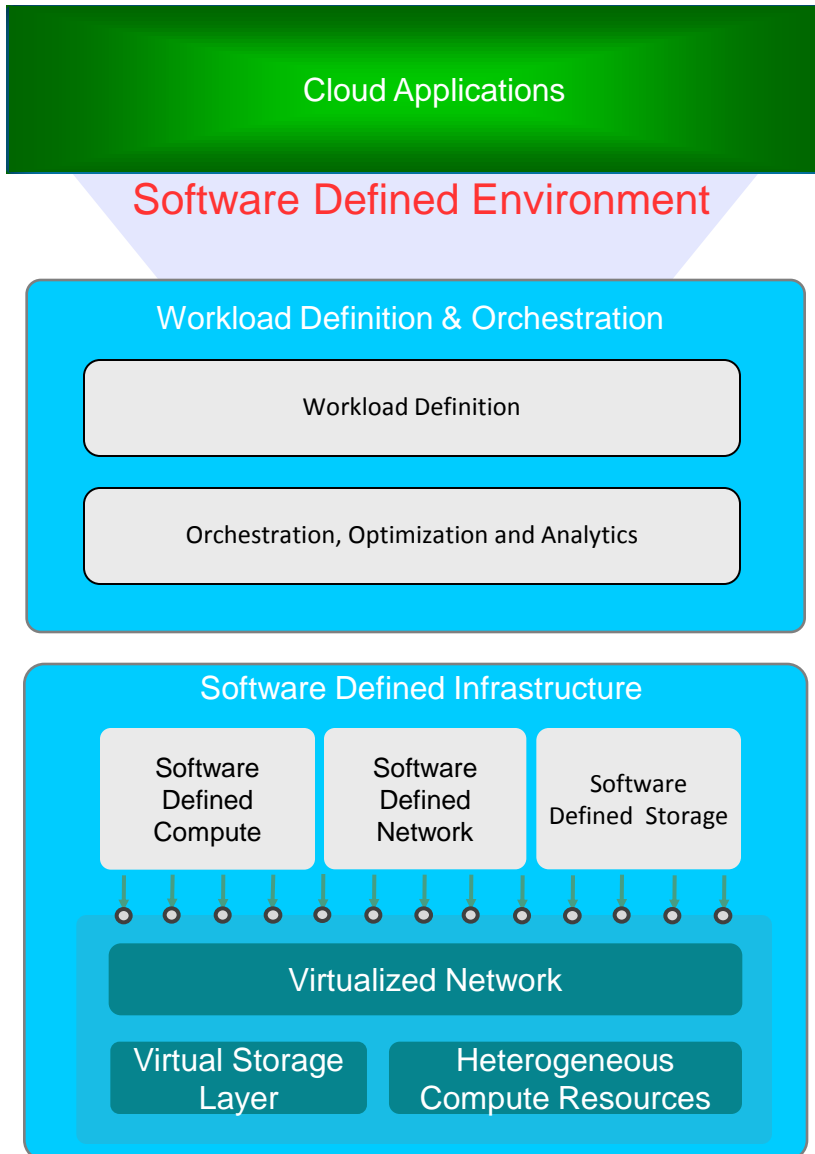 Cloud Applications
Software Defined Environment
Workload Definition & Orchestration
Workload Definition
Orchestration, Optimization and Analytics
Software Defined Infrastructure
Software
Defined
Compute
Software
Defined
Network
Software
Defined Storage
Virtualized Network
Virtual Storage
Layer
Heterogeneous
Compute Resources